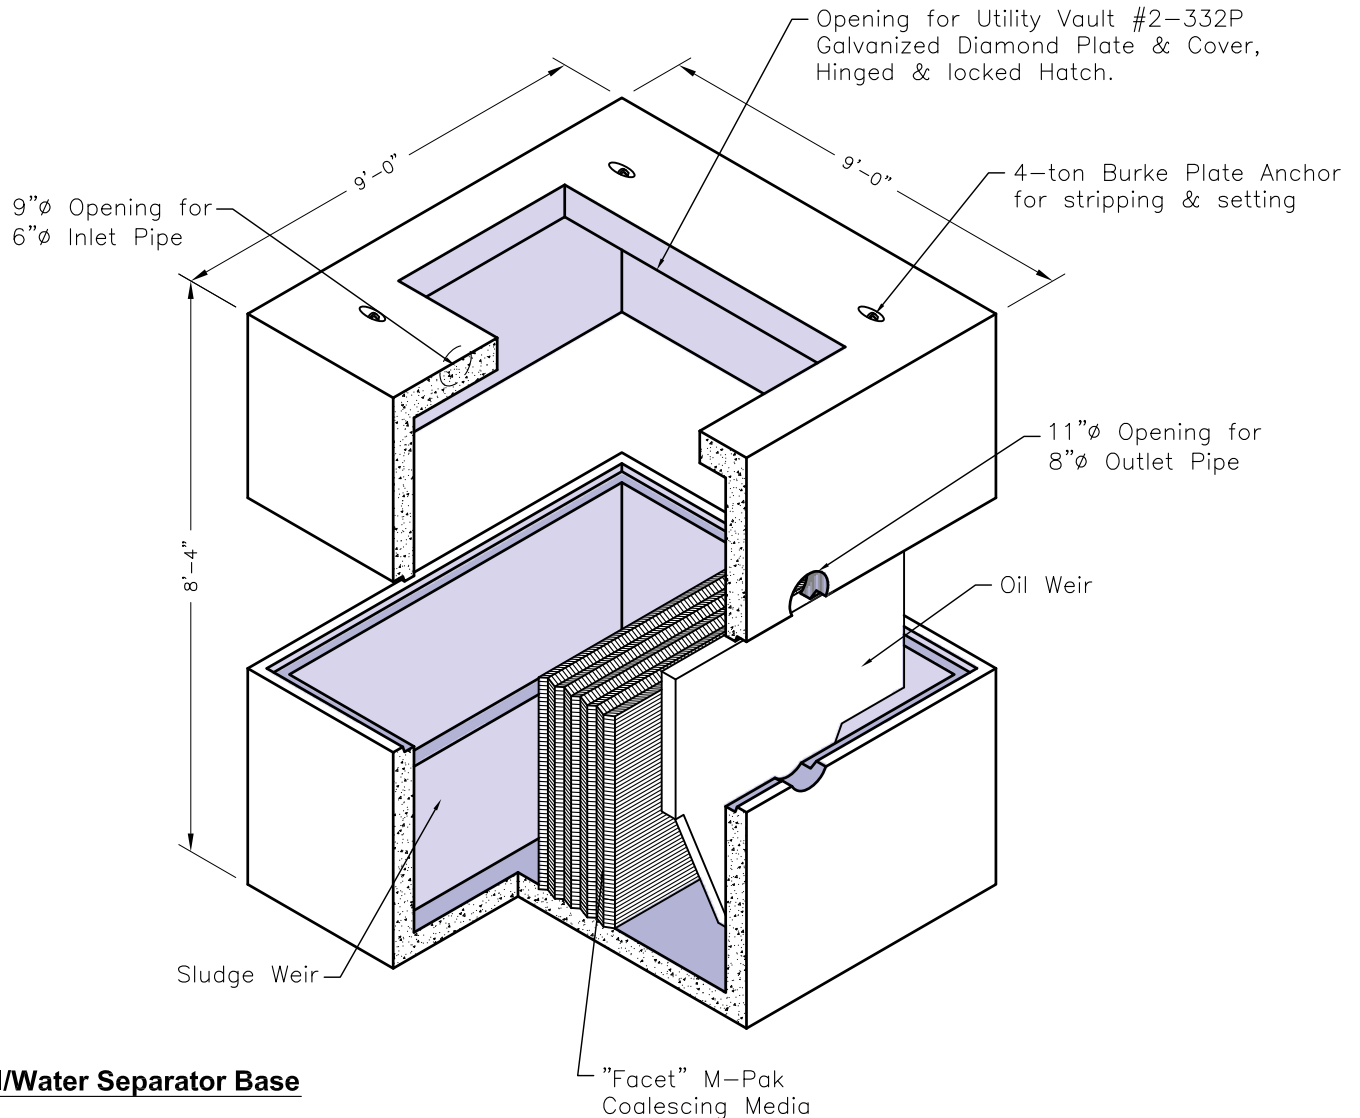 Opening for Utility Vault #2-332P
Galvanized Diamond Plate & Cover,
Hinged & locked Hatch.
9'-0"
9'-0"
4-ton Burke Plate Anchor
for stripping & setting
9"ø Opening for
6"ø Inlet Pipe
11"ø Opening for
8"ø Outlet Pipe
8'-4"
Oil Weir
Sludge Weir
"Facet" M-Pak
Coalescing Media
l/Water Separator Base